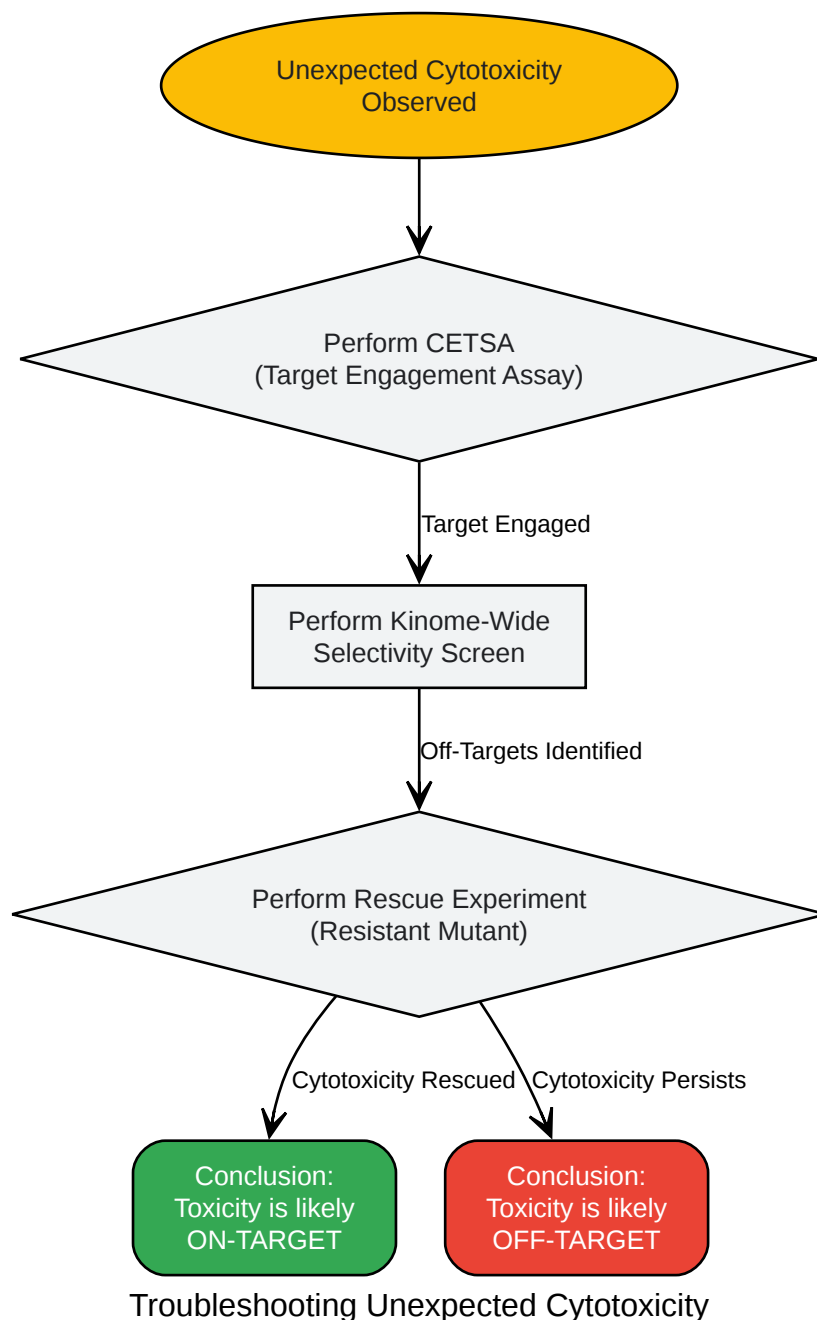 Unexpected Cytotoxicity
Observed
Perform CETSA
(Target Engagement Assay)
Target Engaged
Perform Kinome-Wide
Selectivity Screen
Off-Targets Identified
Perform Rescue Experiment
(Resistant Mutant)
Cytotoxicity Rescued
Cytotoxicity Persists
Conclusion:
Toxicity is likely
ON-TARGET
Conclusion:
Toxicity is likely
OFF-TARGET
Troubleshooting Unexpected Cytotoxicity